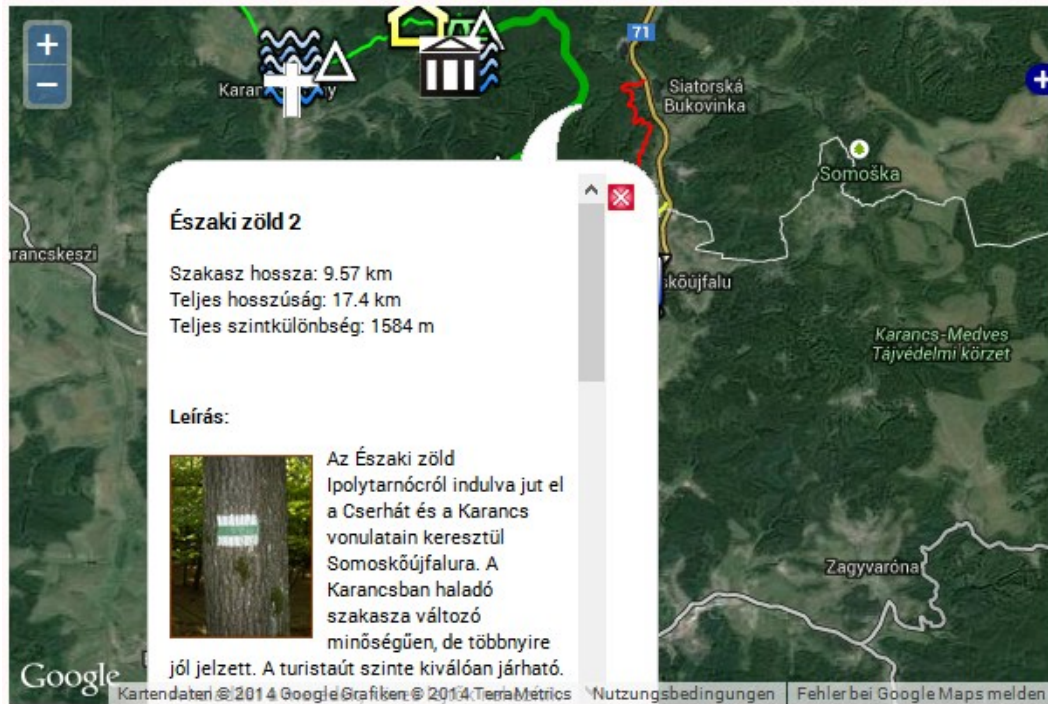 +
−
71
Siatorská
Bukovinka
Somoška
Északi zöld 2
Szakasz hossza: 9.57 km
Teljes hosszúság: 17.4 km
Teljes szintkülönbség: 1584 m
Karancs-Medves
Tájvédelmi körzet
Leírás:
Az Északi zöld
Ipolytarnócról indulva jut el
a Cserhát és a Karancs
vonulatain keresztül
Somoskőújfalura. A
Karancsban haladó
szakasza változó
minőségűen, de többnyire
jól jelzett. A turistaút szinte kiválóan járható.
Zagyvaróna
Google
Kartendaten © 2014 Google Grafiken © 2014 TerraMetrics
Nutzungsbedingungen
Fehler bei Google Maps melden